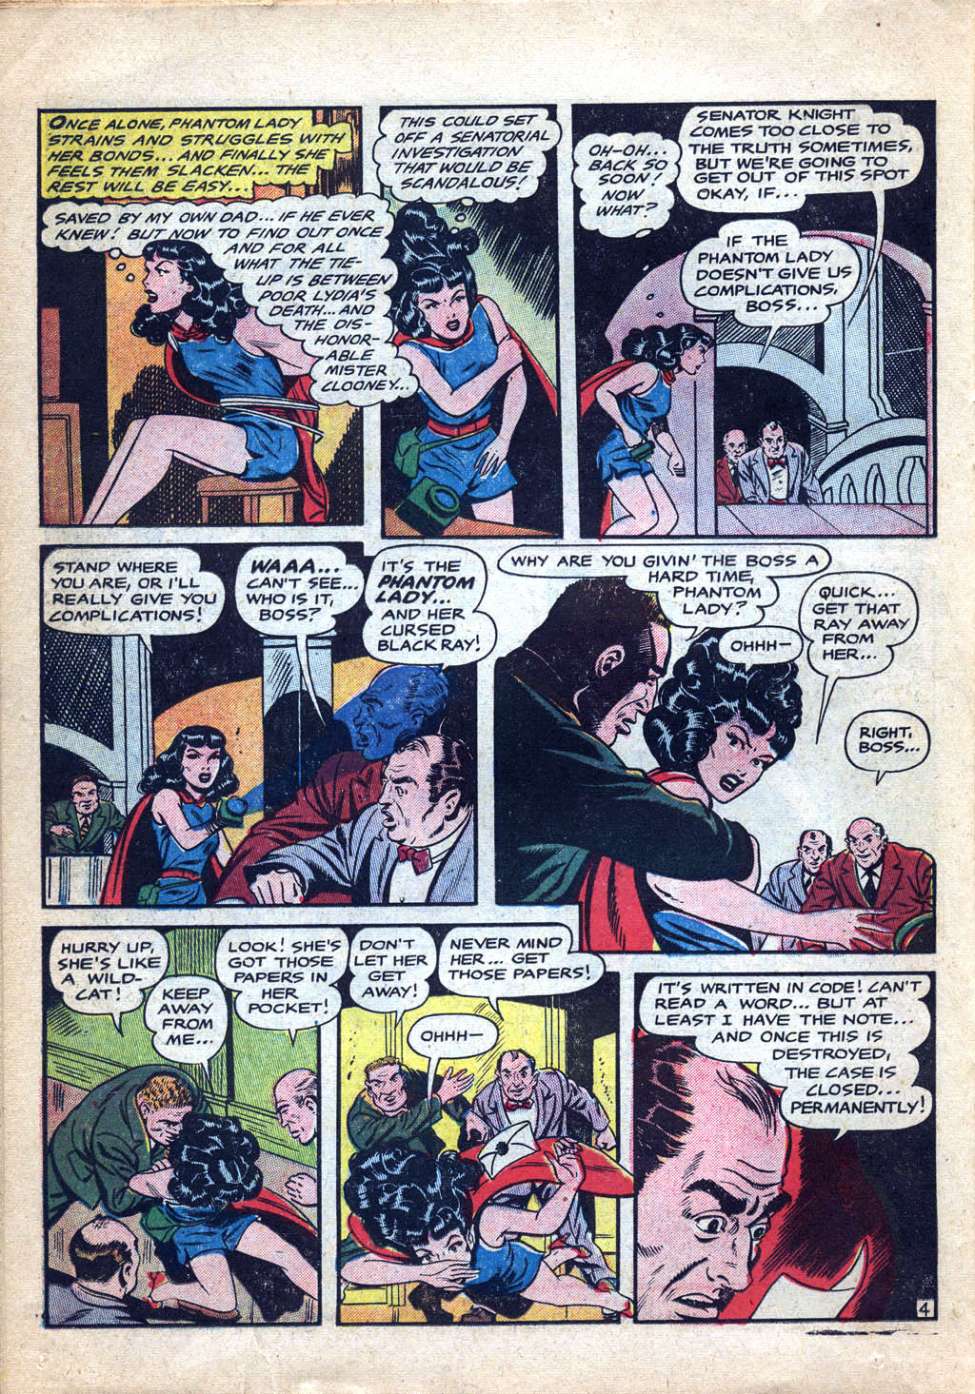 ONCE ALONE, PHANTOM LADY
STRAINS AND STRUGGLES WITH
HER BONDS... AND FINALLY SHE
FEELS THEM SLACKEN... THE
REST WILL BE EASY...
SAVED BY MY OWN DAD... IF HE EVER
KNEW! BUT NOW TO FIND OUT ONCE
AND FOR ALL
WHAT THE TIE-
UP IS BETWEEN
POOR LYDIA'S
DEATH... AND
THE DIS-
HONOR-
ABLE
MISTER
CLOONEY...
THIS COULD SET
OFF A SENATORIAL
INVESTIGATION
THAT WOULD BE
SCANDALOUS!
OH-OH...
BACK SO
SOON!
NOW
WHAT?
SENATOR KNIGHT
COMES TOO CLOSE TO
THE TRUTH SOMETIMES,
BUT WE'RE GOING TO
GET OUT OF THIS SPOT
OKAY, IF...
IF THE
PHANTOM LADY
DOESN'T GIVE US
COMPLICATIONS,
BOSS...
STAND WHERE
YOU ARE, OR I'LL
REALLY GIVE YOU
COMPLICATIONS!
WAAA...
CAN'T SEE...
WHO IS IT,
BOSS?
IT'S THE
PHANTOM
LADY...
AND HER
CURSED
BLACK RAY!
WHY ARE YOU GIVIN' THE BOSS A
HARD TIME,
PHANTOM
LADY?
OHHH-
QUICK...
GET THAT
RAY AWAY
FROM
HER...
RIGHT,
BOSS...
HURRY UP,
SHE'S LIKE
A WILD-
CAT!
KEEP
AWAY
FROM
ME...
LOOK! SHE'S
GOT THOSE
PAPERS IN
HER
POCKET!
DON'T
LET HER
GET
AWAY!
NEVER MIND
HER... GET
THOSE PAPERS!
OHHH-
IT'S WRITTEN IN CODE! CAN'T
READ A WORD... BUT AT
LEAST I HAVE THE NOTE...
AND ONCE THIS IS
DESTROYED,
THE CASE IS
CLOSED...
PERMANENTLY!
4